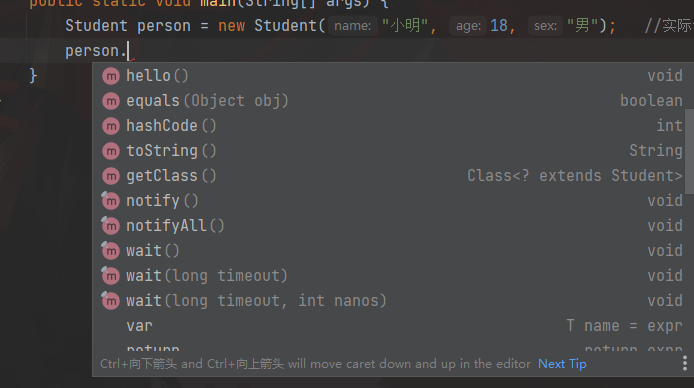 public static void main(String[] args) {
Student person = new Student( name: "小明", age: 18, sex: "男"); //实际
person.
}
m hello() void
m equals(Object obj) boolean
m hashCode() int
m toString() String
m getClass() Class<? extends Student>
m notify() void
m notifyAll() void
m wait() void
m wait(long timeout) void
m wait(long timeout, int nanos) void
var T name = expr
return return expr
Ctrl+向下箭头 and Ctrl+向上箭头 will move caret down and up in the editor Next Tip